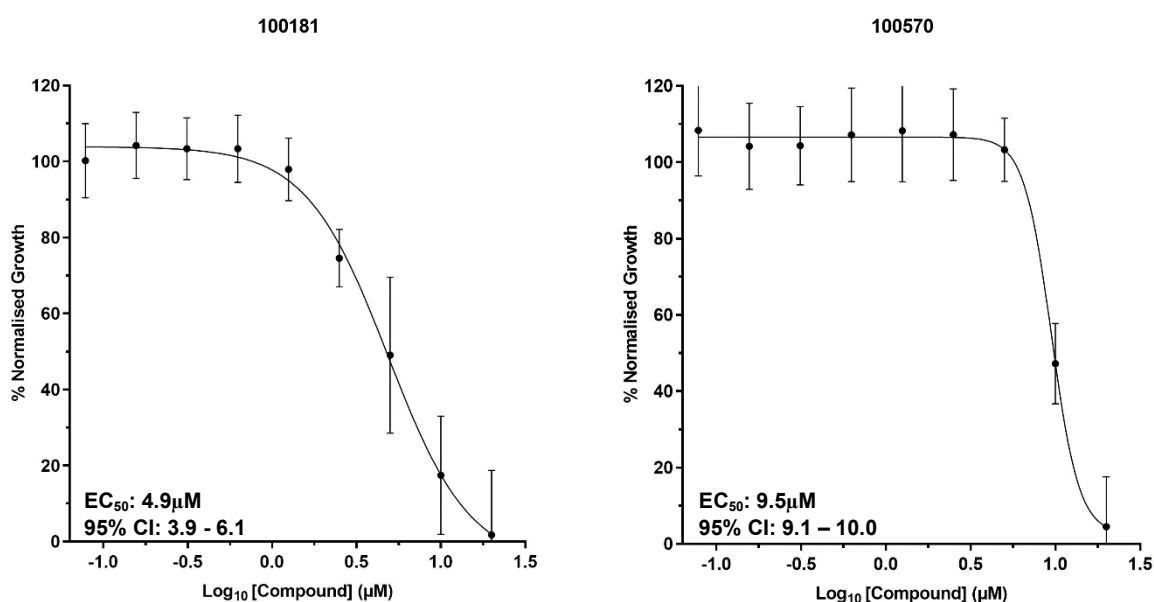 100181
120
100
80
60
40
20
0
% Normalised Growth
EC₅₀: 4.9μM
95% CI: 3.9 - 6.1
-1.0 -0.5 0.0 0.5 1.0 1.5
Log₁₀ [Compound] (μM)
100570
120
100
80
60
40
20
0
% Normalised Growth
EC₅₀: 9.5μM
95% CI: 9.1 – 10.0
-1.0 -0.5 0.0 0.5 1.0 1.5
Log₁₀ [Compound] (μM)